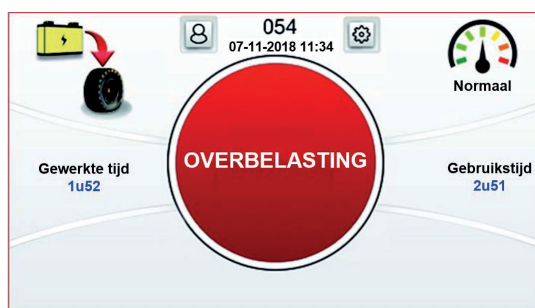 054
07-11-2018 11:34
Normaal
OVERBELASTING
Gewerkte tijd
1u52
Gebruikstijd
2u51